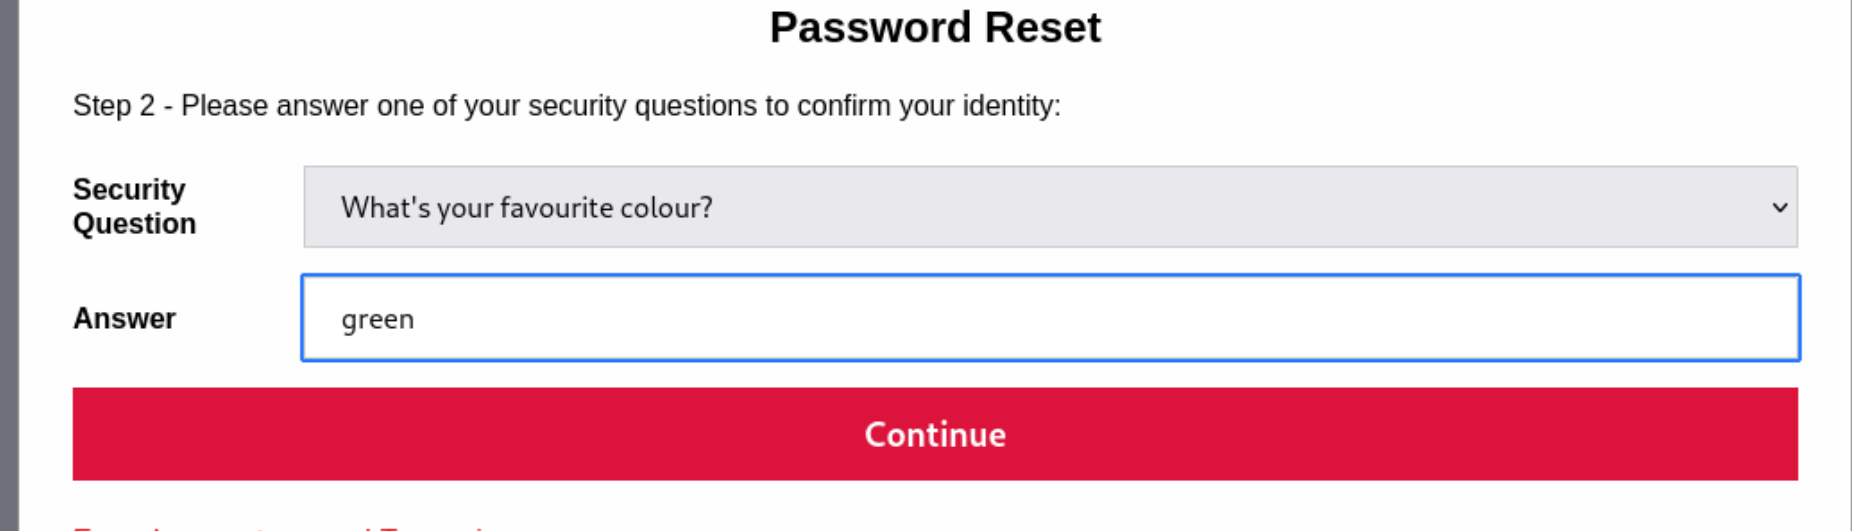 Password Reset
Step 2 - Please answer one of your security questions to confirm your identity:
Security
Question
What's your favourite colour?
Answer
green
Continue